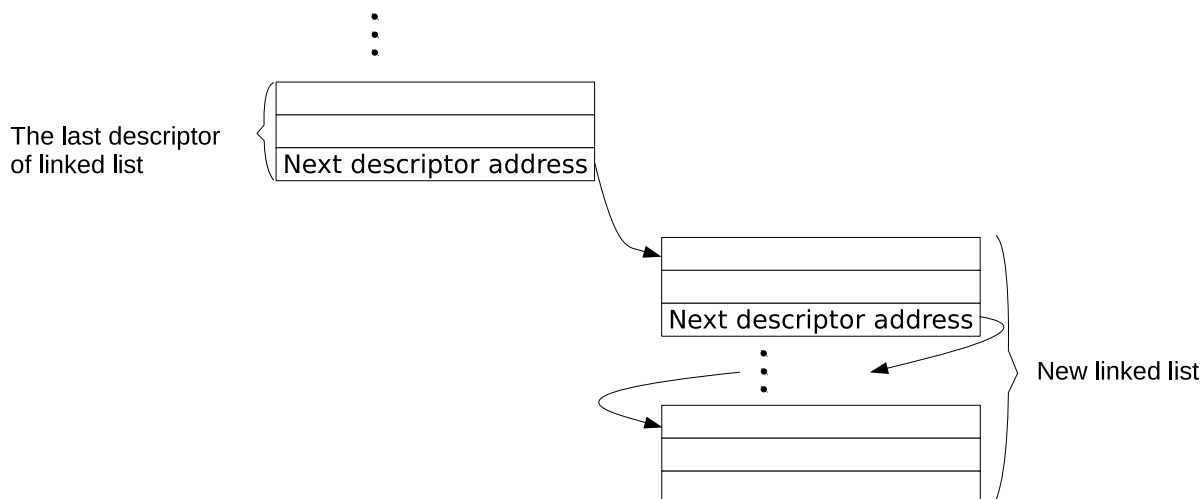 The last descriptor
of linked list
Next descriptor address
Next descriptor address
New linked list